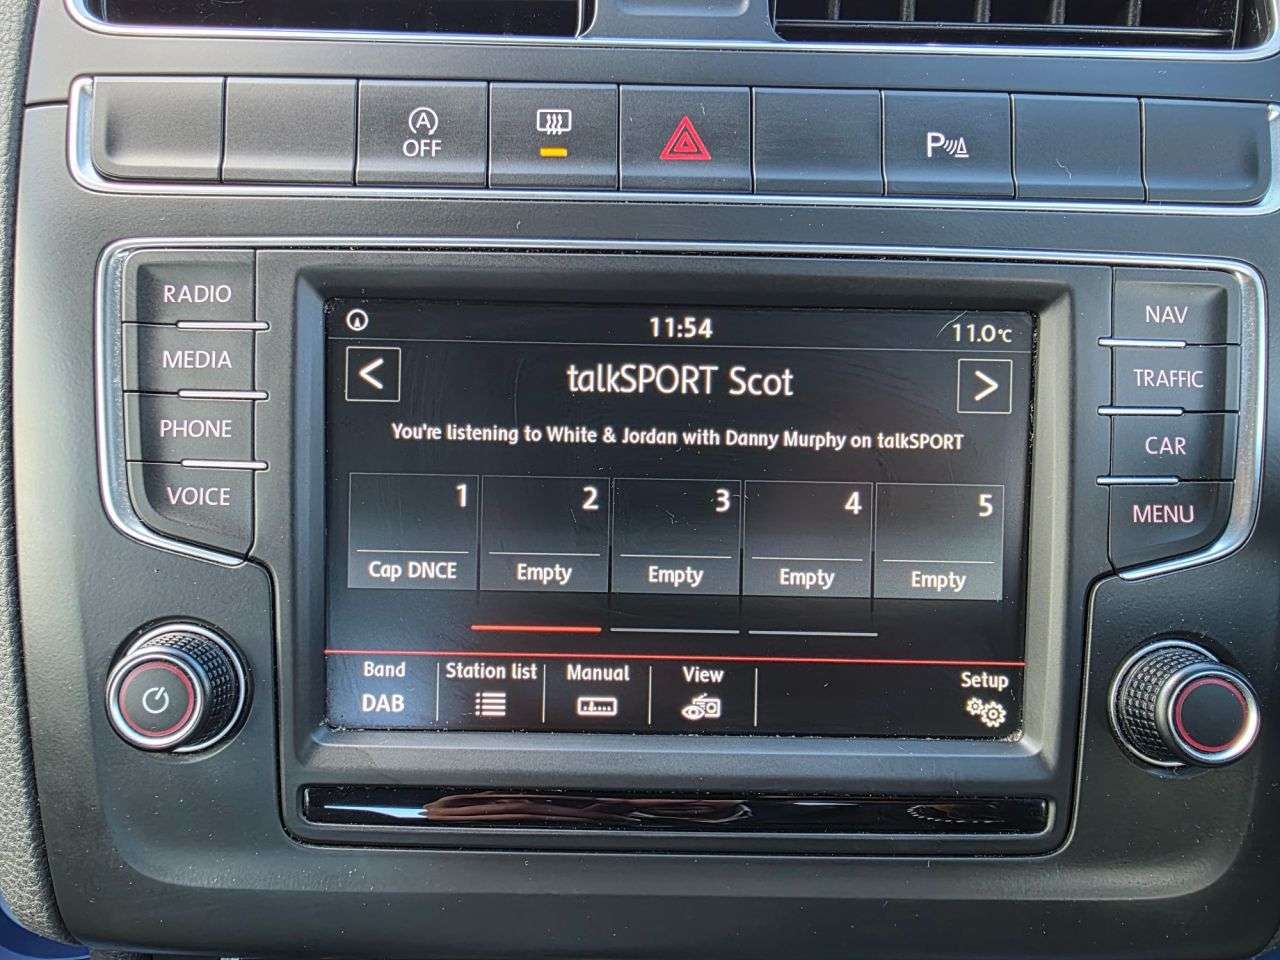 A
OFF
P
RADIO
MEDIA
PHONE
VOICE
11:54
11.0°C
<
talkSPORT Scot
>
You're listening to White & Jordan with Danny Murphy on talkSPORT
1
2
3
4
5
Cap DNCE
Empty
Empty
Empty
Empty
Band
Station list
Manual
View
Setup
DAB
NAV
TRAFFIC
CAR
MENU